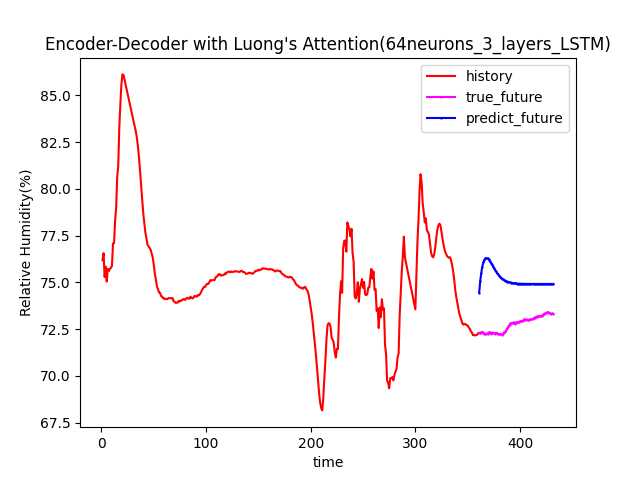 Encoder-Decoder with Luong's Attention(64neurons_3_layers_LSTM)
history
true_future
predict_future
85.0
82.5
80.0
77.5
75.0
72.5
70.0
67.5
Relative Humidity(%)
0 100 200 300 400
time